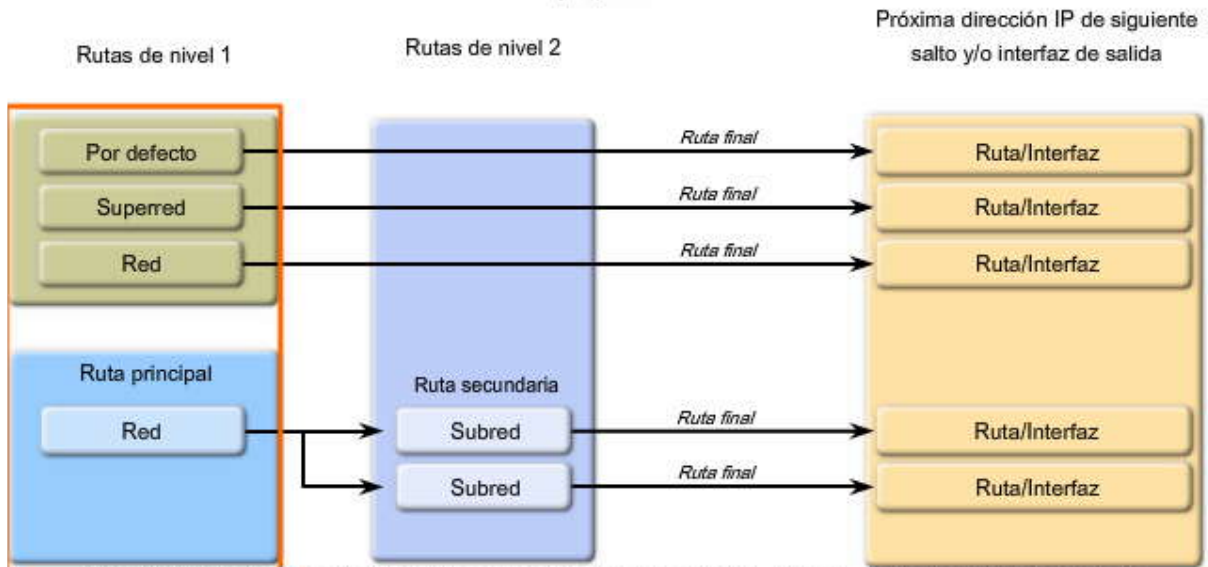 Rutas de nivel 1
Rutas de nivel 2
Próxima dirección IP de siguiente
salto y/o interfaz de salida
Por defecto
Ruta final
Ruta/Interfaz
Superred
Ruta final
Ruta/Interfaz
Red
Ruta final
Ruta/Interfaz
Ruta principal
Ruta secundaria
Red
Subred
Ruta final
Ruta/Interfaz
Subred
Ruta final
Ruta/Interfaz